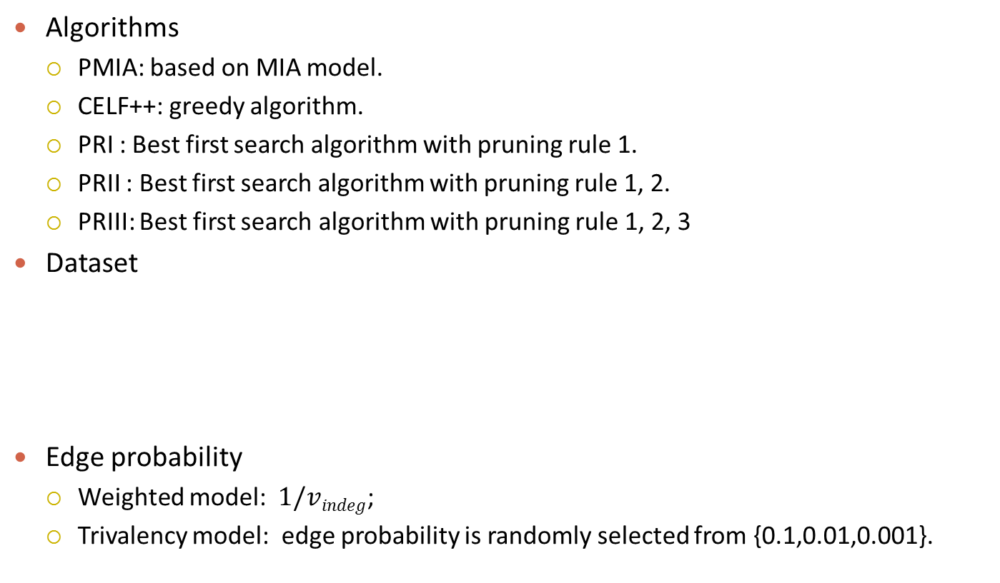 • Algorithms
○ PMIA: based on MIA model.
○ CELF++: greedy algorithm.
○ PRI : Best first search algorithm with pruning rule 1.
○ PRII : Best first search algorithm with pruning rule 1, 2.
○ PRIII: Best first search algorithm with pruning rule 1, 2, 3
• Dataset
• Edge probability
○ Weighted model: 1/v_indeg;
○ Trivalency model: edge probability is randomly selected from {0.1,0.01,0.001}.